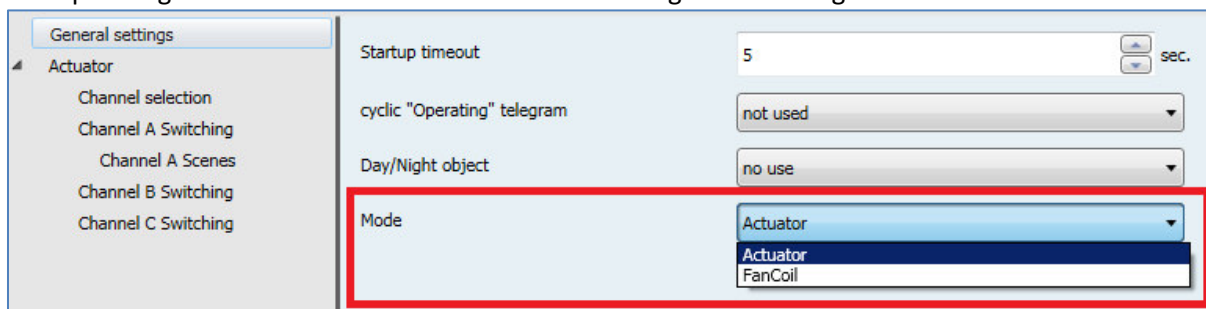 General settings
Actuator
Channel selection
Channel A Switching
Channel A Scenes
Channel B Switching
Channel C Switching
Startup timeout
5
sec.
cyclic "Operating" telegram
not used
Day/Night object
no use
Mode
Actuator
Actuator
FanCoil